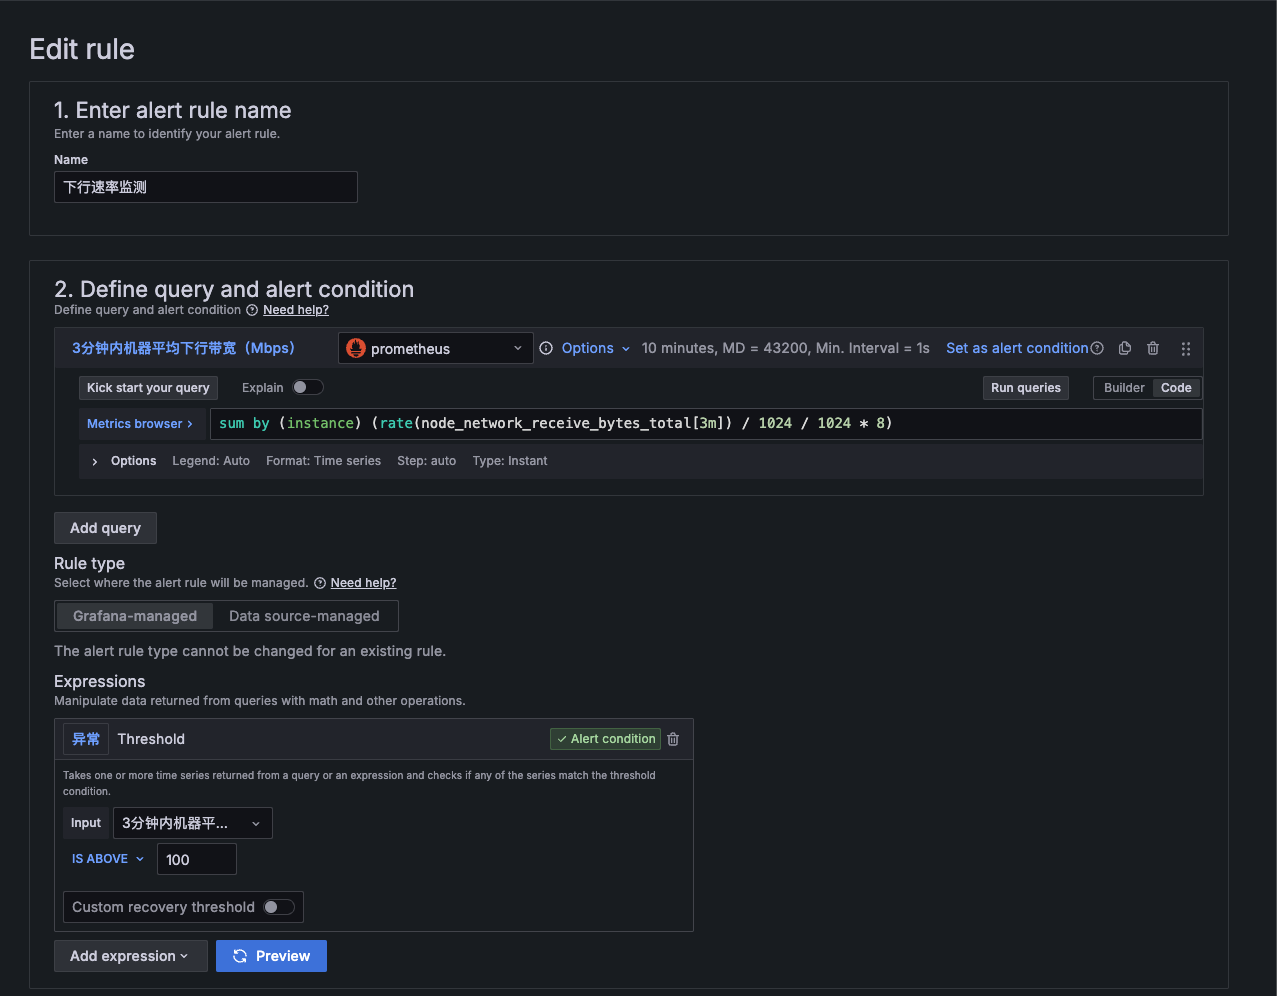 Edit rule
1. Enter alert rule name
Enter a name to identify your alert rule.
Name
下行速率监测
2. Define query and alert condition
Define query and alert condition Need help?
3分钟内机器平均下行带宽（Mbps） prometheus Options 10 minutes, MD = 43200, Min. Interval = 1s Set as alert condition
Kick start your query Explain Run queries Builder Code
Metrics browser > sum by (instance) (rate(node_network_receive_bytes_total[3m]) / 1024 / 1024 * 8)
> Options Legend: Auto Format: Time series Step: auto Type: Instant
Add query
Rule type
Select where the alert rule will be managed. Need help?
Grafana-managed Data source-managed
The alert rule type cannot be changed for an existing rule.
Expressions
Manipulate data returned from queries with math and other operations.
异常 Threshold Alert condition
Takes one or more time series returned from a query or an expression and checks if any of the series match the threshold
condition.
Input 3分钟内机器平...
IS ABOVE 100
Custom recovery threshold
Add expression Preview